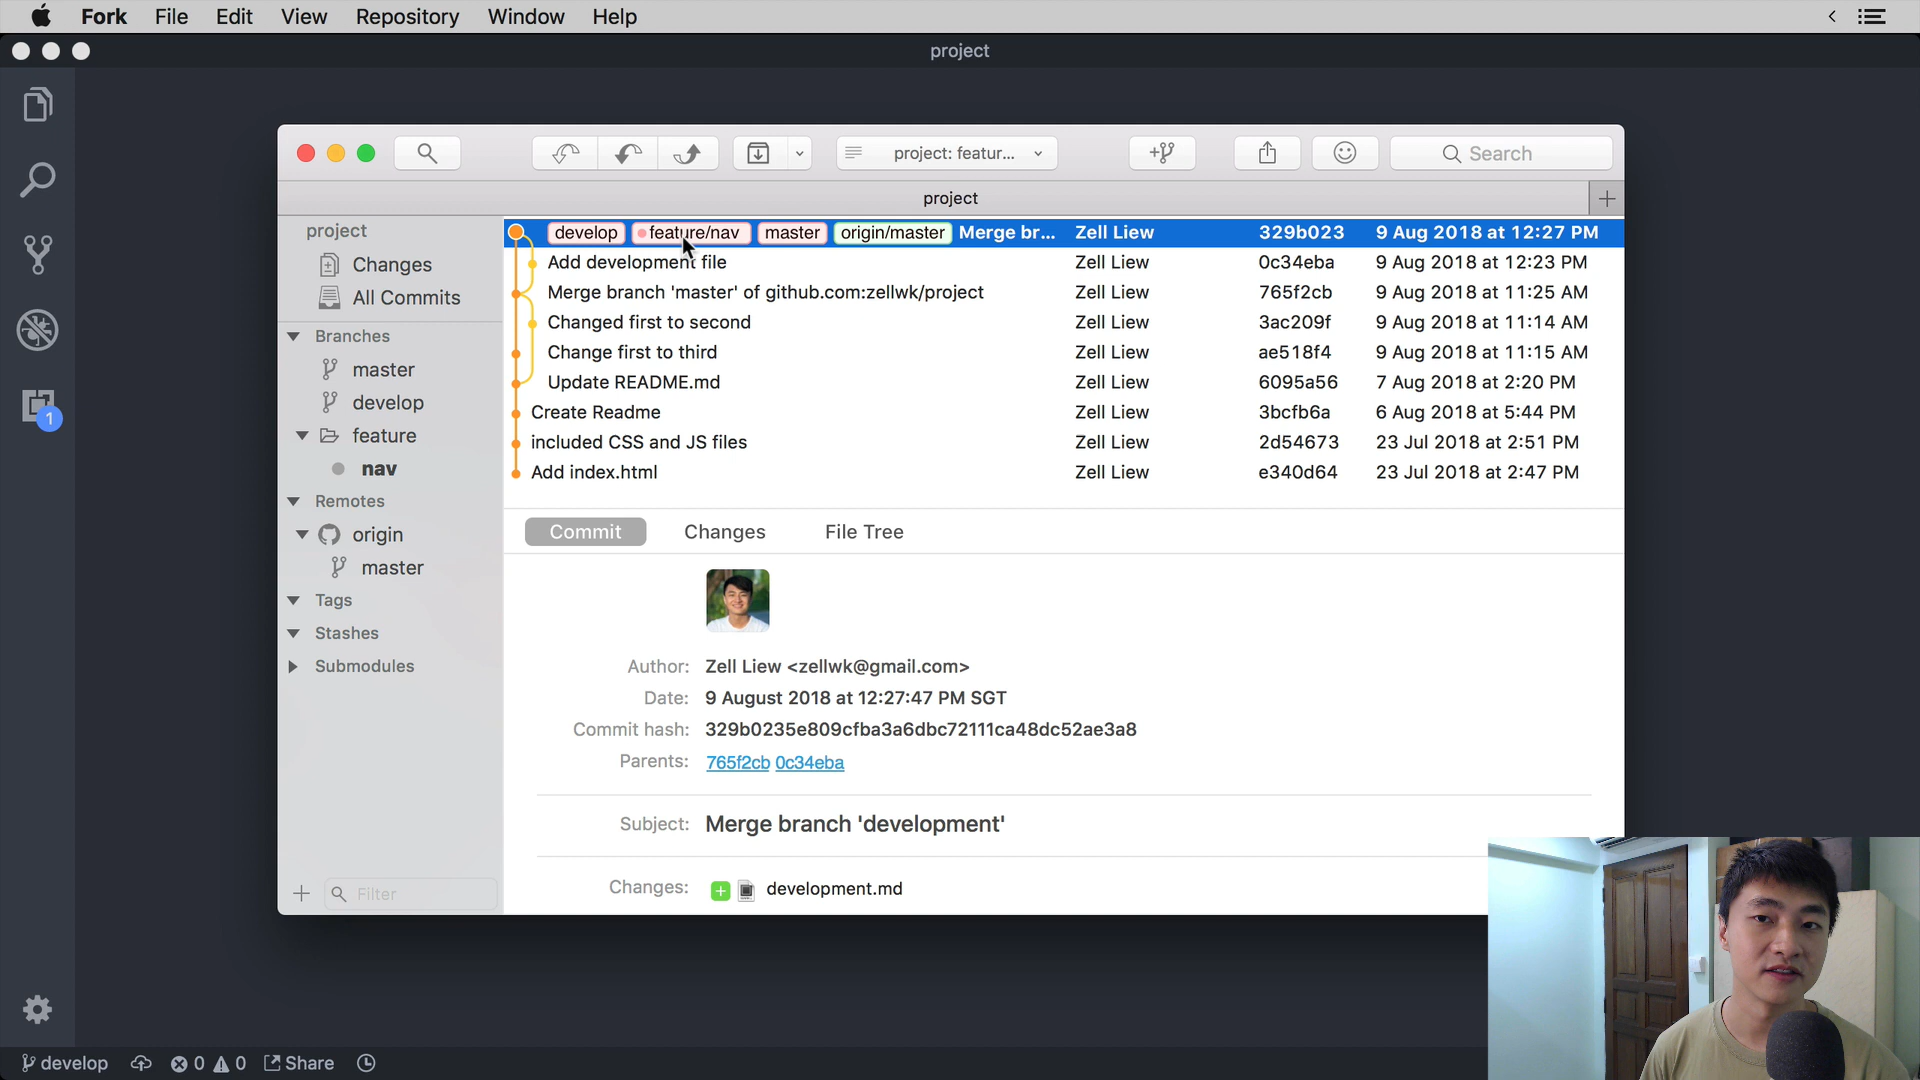 Fork File Edit View Repository Window Help
project
project: featur... Search
project
project
Changes
All Commits
Branches
master
develop
feature
nav
Remotes
origin
master
Tags
Stashes
Submodules
Filter
develop feature/nav master origin/master Merge br... Zell Liew 329b023 9 Aug 2018 at 12:27 PM
Add development file Zell Liew 0c34eba 9 Aug 2018 at 12:23 PM
Merge branch 'master' of github.com:zellwk/project Zell Liew 765f2cb 9 Aug 2018 at 11:25 AM
Changed first to second Zell Liew 3ac209f 9 Aug 2018 at 11:14 AM
Change first to third Zell Liew ae518f4 9 Aug 2018 at 11:15 AM
Update README.md Zell Liew 6095a56 7 Aug 2018 at 2:20 PM
Create Readme Zell Liew 3bcfb6a 6 Aug 2018 at 5:44 PM
included CSS and JS files Zell Liew 2d54673 23 Jul 2018 at 2:51 PM
Add index.html Zell Liew e340d64 23 Jul 2018 at 2:47 PM
Commit Changes File Tree
Author: Zell Liew <zellwk@gmail.com>
Date: 9 August 2018 at 12:27:47 PM SGT
Commit hash: 329b0235e809cfba3a6dbc72111ca48dc52ae3a8
Parents: 765f2cb 0c34eba
Subject: Merge branch 'development'
Changes: development.md
1
develop 0 0 Share